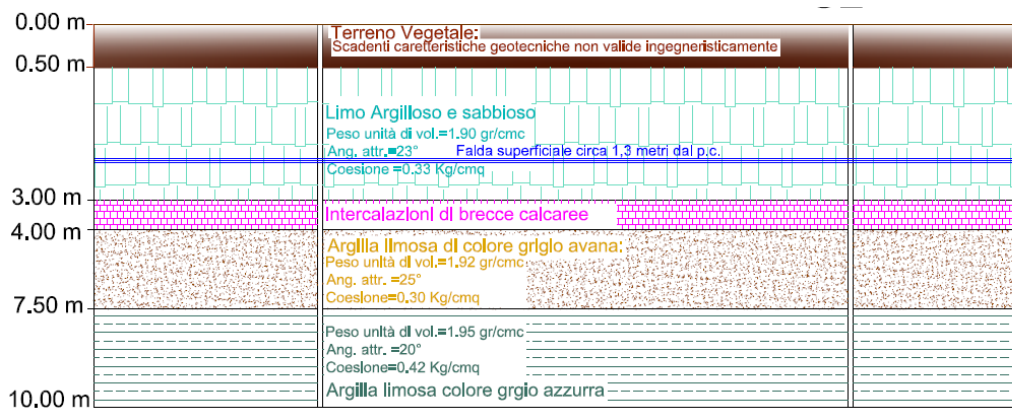 0.00 m
Terreno Vegetale:
Scadenti caretteristiche geotecniche non valide ingegneristicamente
0.50 m
Limo Argilloso e sabbioso
Peso unità di vol.=1.90 gr/cmc
Ang. attr.=23°
Falda superficiale circa 1,3 metri dal p.c.
Coesione =0.33 Kg/cmq
3.00 m
Intercalazioni di brecce calcaree
4,00 m
Argilla limosa di colore grigio avana:
Peso unità di vol.=1.92 gr/cmc
Ang. attr. =25°
Coesione=0.30 Kg/cmq
7.50 m
Peso unità di vol.=1.95 gr/cmc
Ang. attr.=20°
Coesione=0.42 Kg/cmq
Argilla limosa colore grgio azzurra
10,00 m